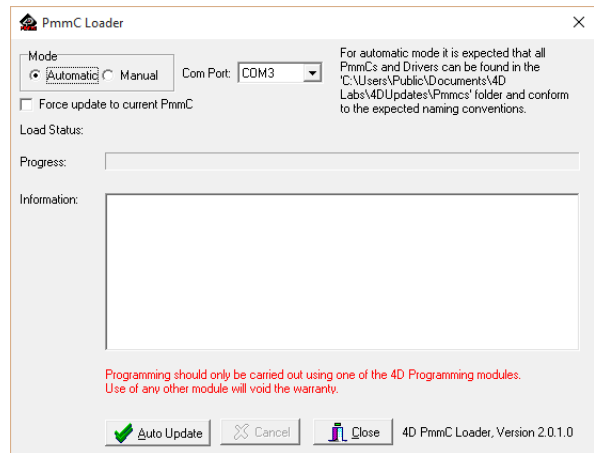 PmmC Loader
Mode
Automatic Manual
Com Port: COM3
Force update to current PmmC
For automatic mode it is expected that all
PmmCs and Drivers can be found in the
'C:\Users\Public\Documents\4D
Labs\4DUpdates\Pmmcs' folder and conform
to the expected naming conventions.
Load Status:
Progress:
Information:
Programming should only be carried out using one of the 4D Programming modules.
Use of any other module will void the warranty.
Auto Update Cancel Close 4D PmmC Loader, Version 2.0.1.0